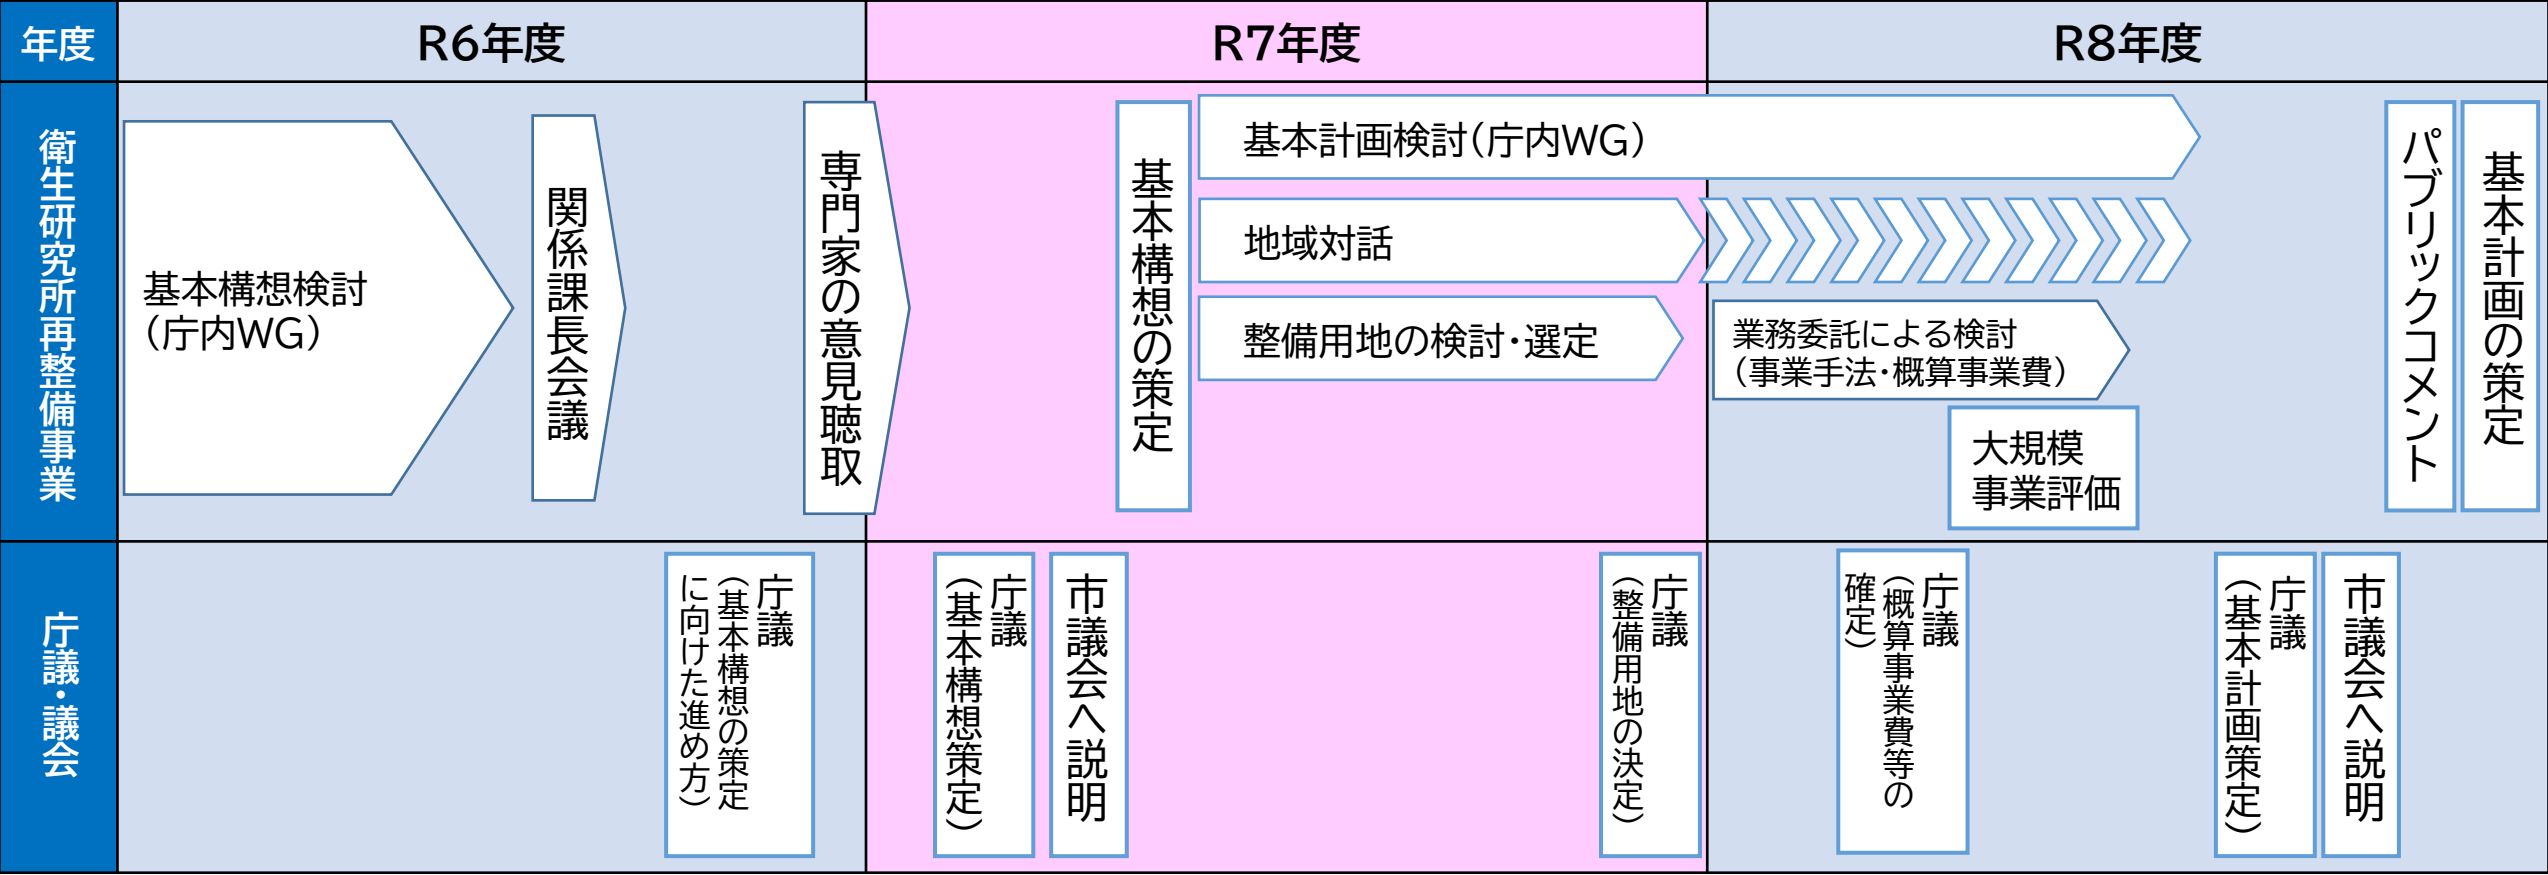 年度
R6年度
R7年度
R8年度
衛生研究所再整備事業
基本構想検討
（庁内WG）
関係課長会議
専門家の意見聴取
基本構想の策定
基本計画検討（庁内WG）
地域対話
整備用地の検討・選定
業務委託による検討
（事業手法・概算事業費）
大規模
事業評価
パブリックコメント
基本計画の策定
庁議・議会
庁議
（基本構想の策定
に向けた進め方）
庁議
（基本構想策定）
市議会へ説明
庁議
（整備用地の決定）
庁議
（概算事業費等の
確定）
庁議
（基本計画策定）
市議会へ説明